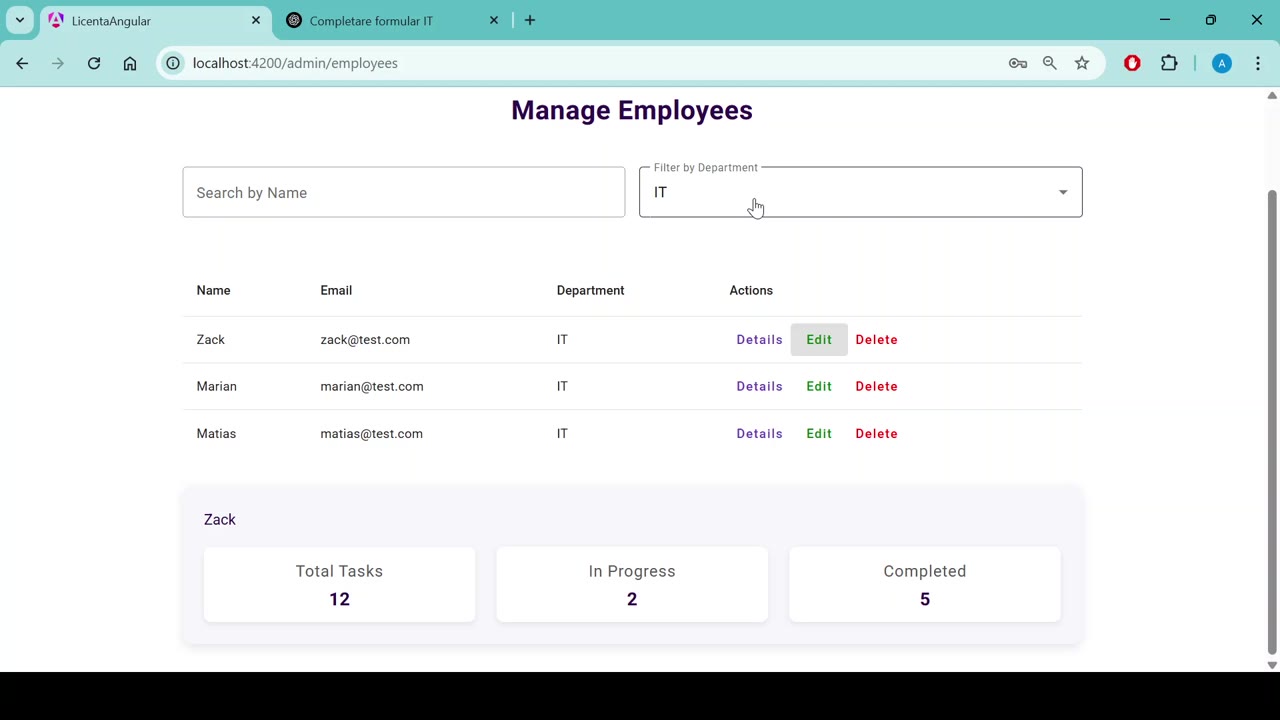 LicentaAngular
Completare formular IT
localhost:4200/admin/employees
A
Manage Employees
Search by Name
Filter by Department
IT
Name Email Department Actions
Zack zack@test.com IT Details Edit Delete
Marian marian@test.com IT Details Edit Delete
Matias matias@test.com IT Details Edit Delete
Zack
Total Tasks In Progress Completed
12 2 5